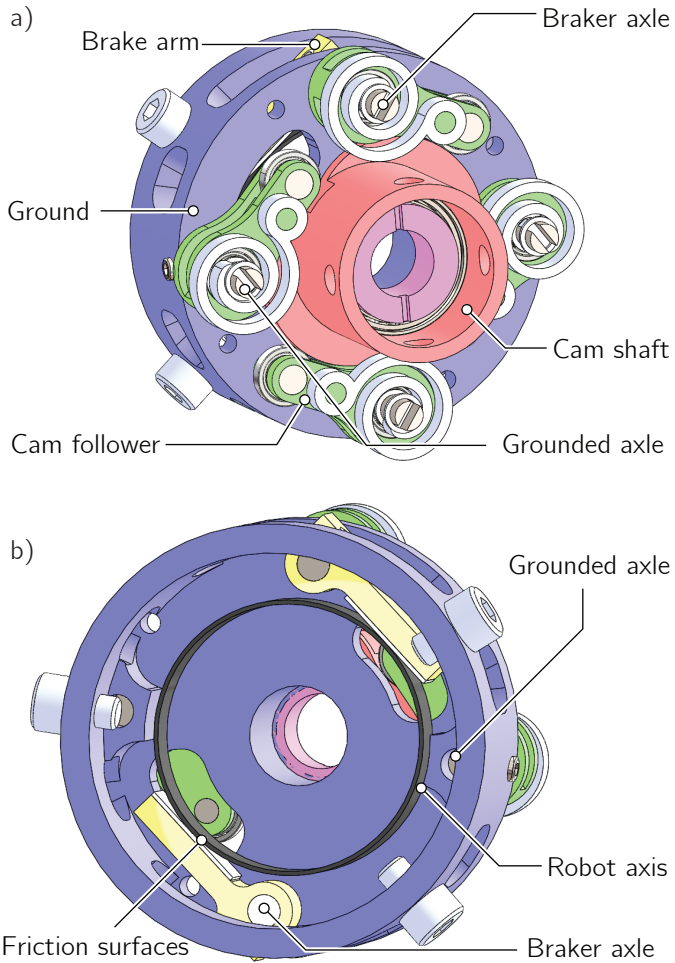 a)
Braker axle
Brake arm
Ground
Cam shaft
Cam follower
Grounded axle
b)
Grounded axle
Robot axis
Friction surfaces
Braker axle